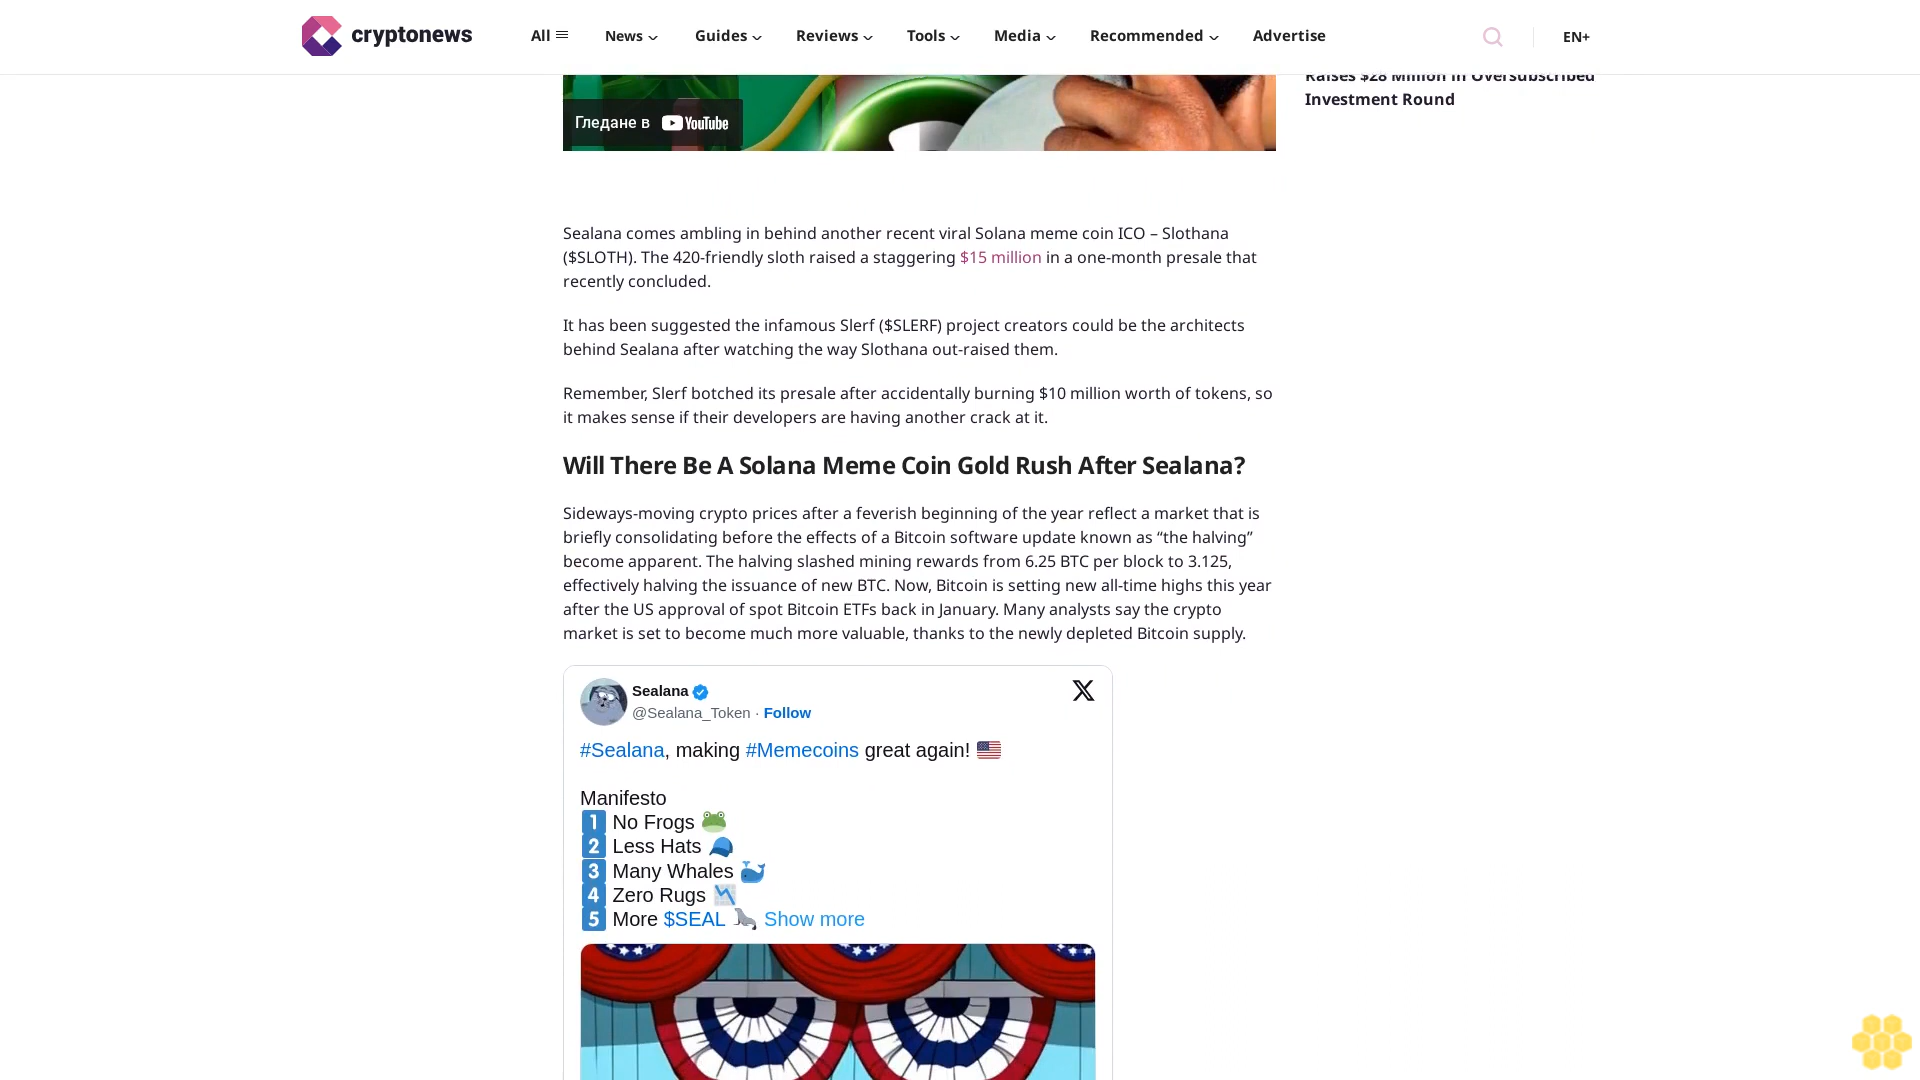 cryptonews
All
News
Guides
Reviews
Tools
Media
Recommended
Advertise
EN+
Raises $28 Million in Oversubscribed
Investment Round
Гледане в YouTube
Sealana comes ambling in behind another recent viral Solana meme coin ICO – Slothana
($SLOTH). The 420-friendly sloth raised a staggering $15 million in a one-month presale that
recently concluded.
It has been suggested the infamous Slerf ($SLERF) project creators could be the architects
behind Sealana after watching the way Slothana out-raised them.
Remember, Slerf botched its presale after accidentally burning $10 million worth of tokens, so
it makes sense if their developers are having another crack at it.
Will There Be A Solana Meme Coin Gold Rush After Sealana?
Sideways-moving crypto prices after a feverish beginning of the year reflect a market that is
briefly consolidating before the effects of a Bitcoin software update known as “the halving”
become apparent. The halving slashed mining rewards from 6.25 BTC per block to 3.125,
effectively halving the issuance of new BTC. Now, Bitcoin is setting new all-time highs this year
after the US approval of spot Bitcoin ETFs back in January. Many analysts say the crypto
market is set to become much more valuable, thanks to the newly depleted Bitcoin supply.
Sealana
@Sealana_Token · Follow
#Sealana, making #Memecoins great again! 🇺🇸
Manifesto
1️⃣ No Frogs 🐸
2️⃣ Less Hats 🧢
3️⃣ Many Whales 🐳
4️⃣ Zero Rugs 📉
5️⃣ More $SEAL 🦭 Show more